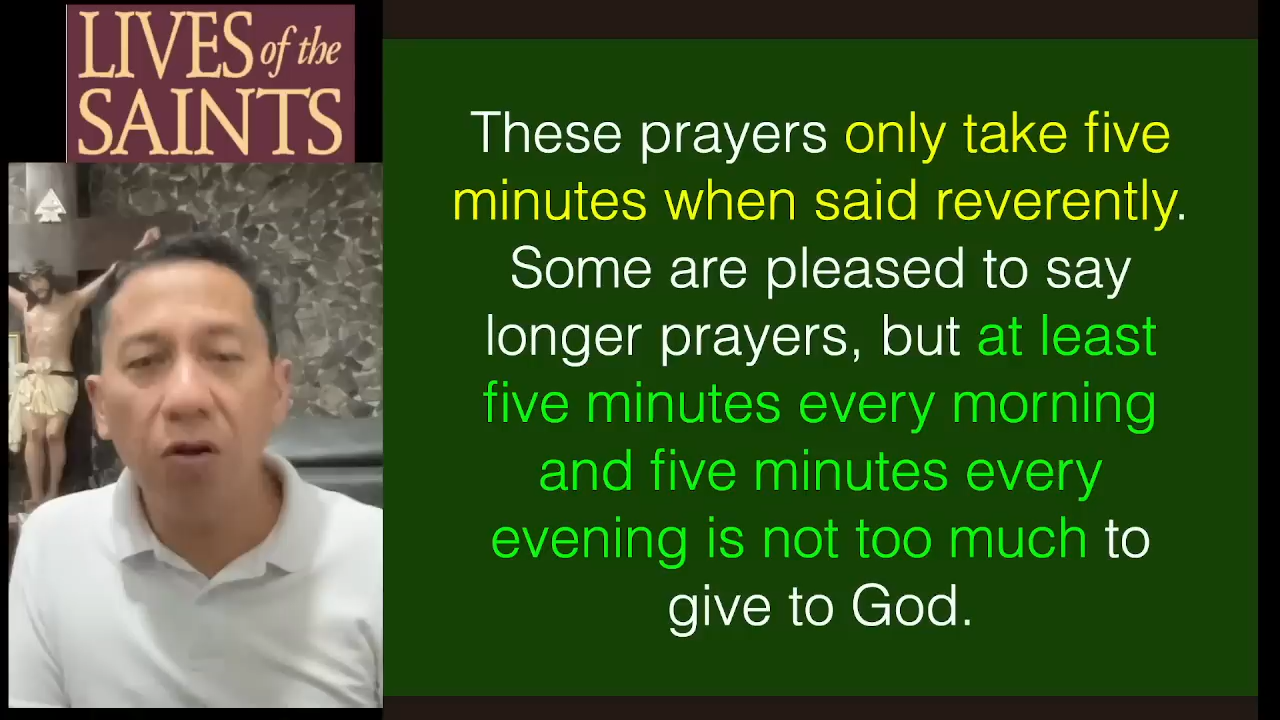 LIVES of the
SAINTS
These prayers only take five
minutes when said reverently.
Some are pleased to say
longer prayers, but at least
five minutes every morning
and five minutes every
evening is not too much to
give to God.